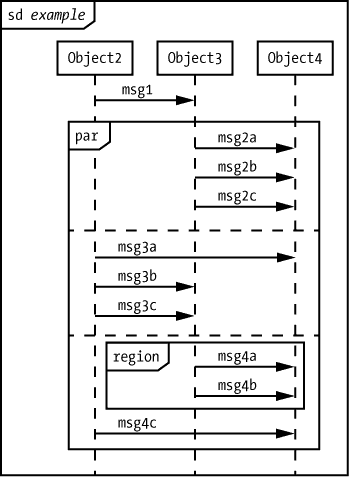 sd example
Object2 Object3 Object4
msg1
par
msg2a
msg2b
msg2c
msg3a
msg3b
msg3c
region
msg4a
msg4b
msg4c